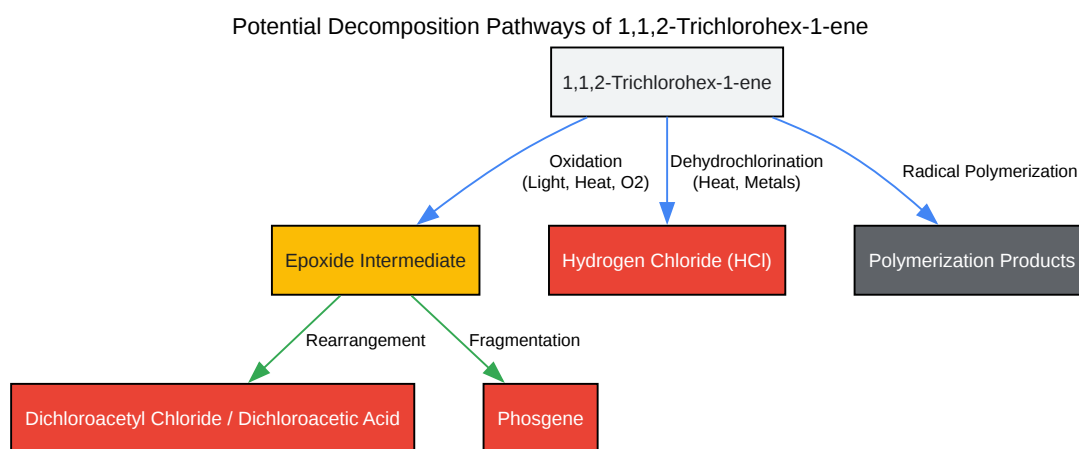 Potential Decomposition Pathways of 1,1,2-Trichlorohex-1-ene
1,1,2-Trichlorohex-1-ene
Oxidation
(Light, Heat, O2)
Dehydrochlorination
(Heat, Metals)
Radical Polymerization
Epoxide Intermediate
Hydrogen Chloride (HCl)
Polymerization Products
Rearrangement
Fragmentation
Dichloroacetyl Chloride / Dichloroacetic Acid
Phosgene